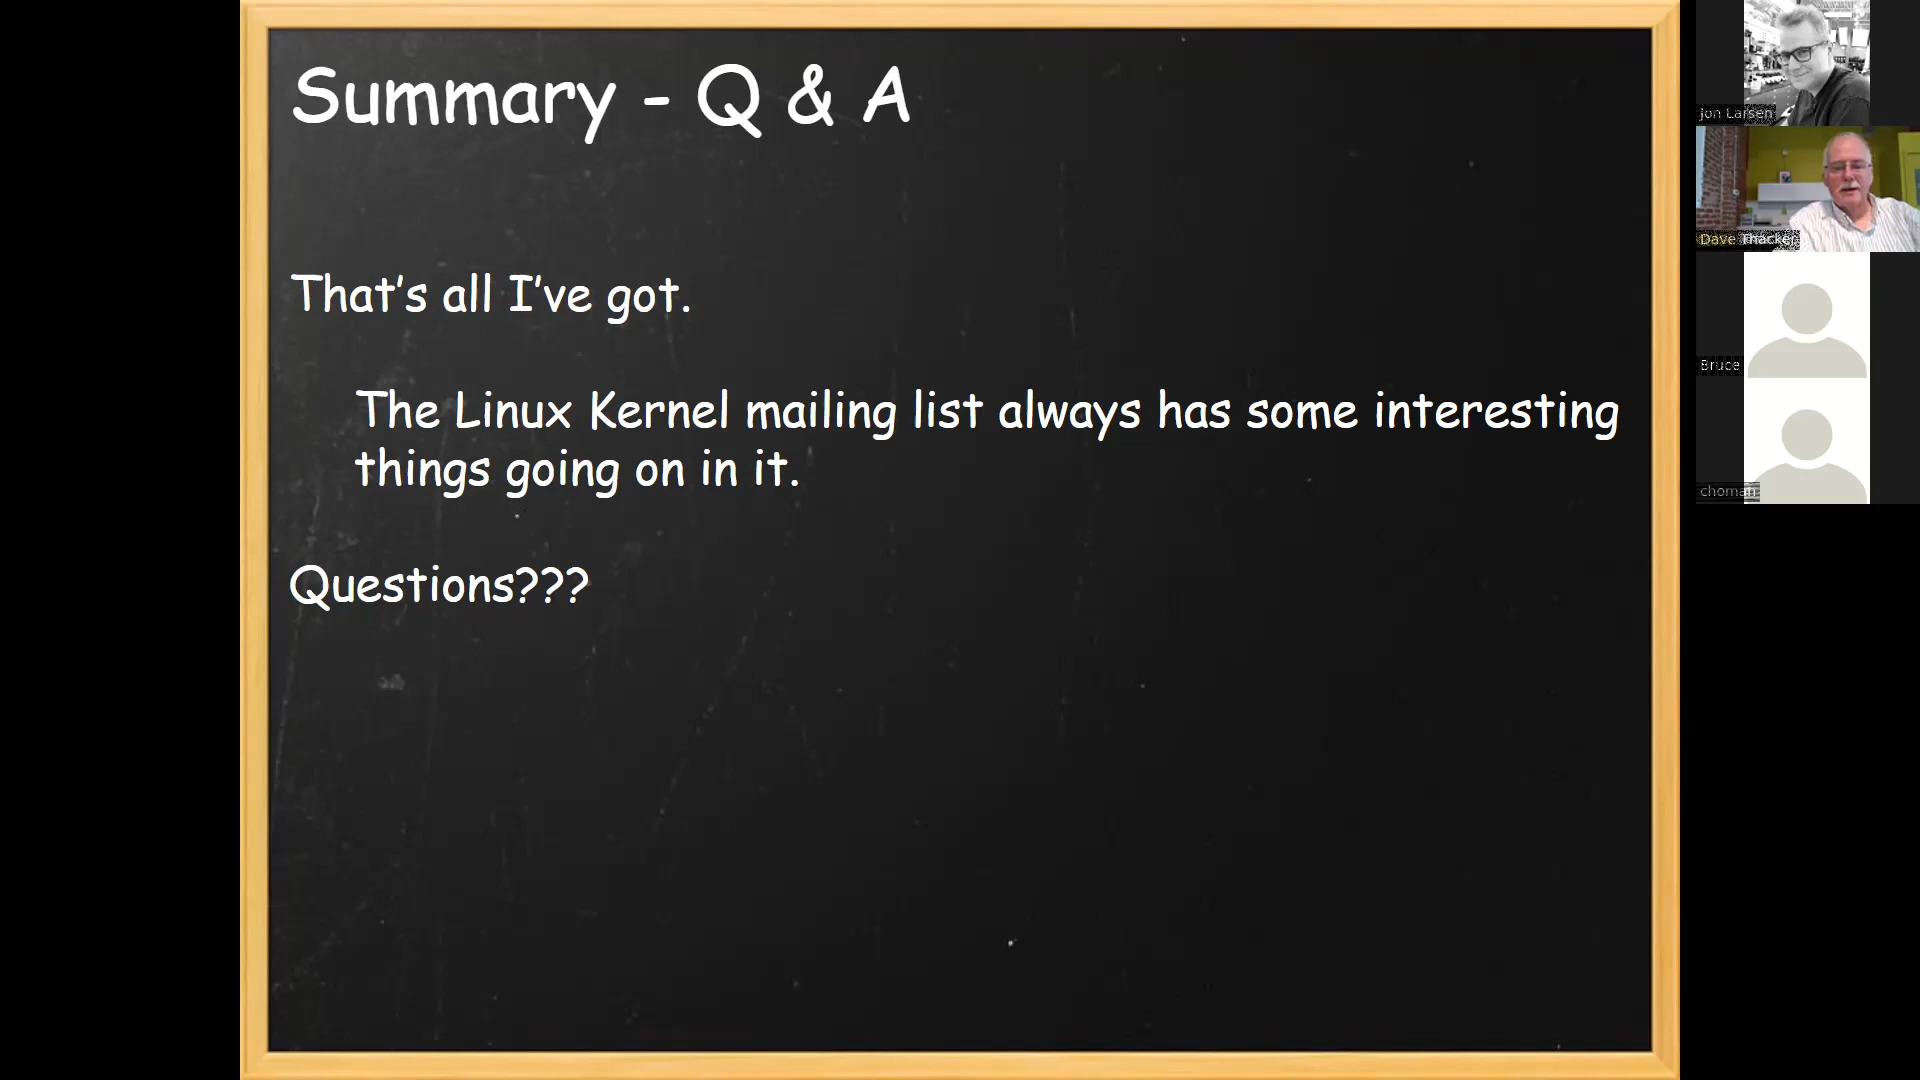 Summary - Q & A
That’s all I’ve got.
The Linux Kernel mailing list always has some interesting
things going on in it.
Questions???
Jon Larsen
Dave Thacker
Bruce
choman